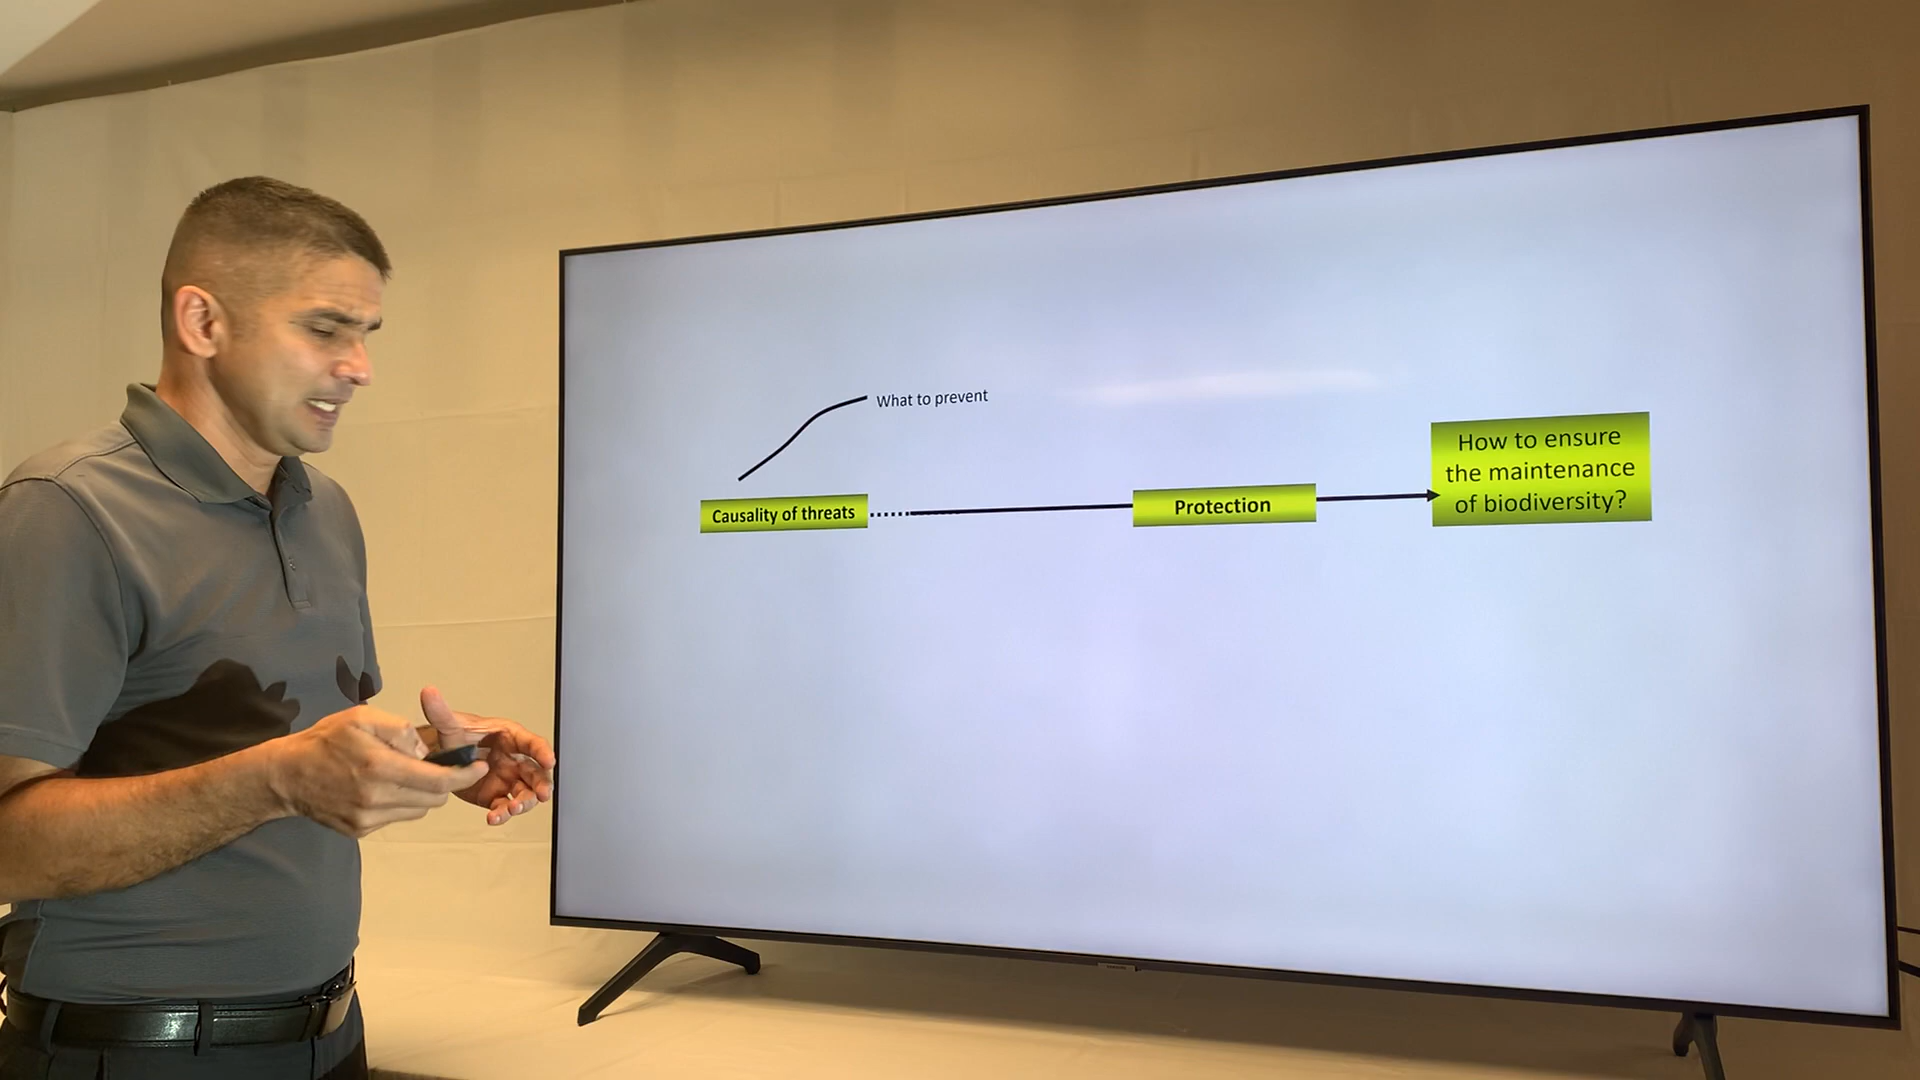 What to prevent
Causality of threats
Protection
How to ensure
the maintenance
of biodiversity?